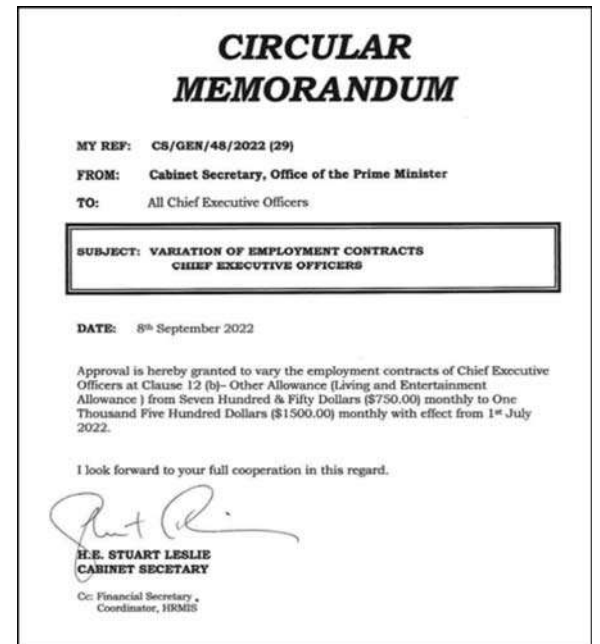 CIRCULAR
MEMORANDUM
MY REF: CS/GEN/48/2022 (29)
FROM: Cabinet Secretary, Office of the Prime Minister
TO: All Chief Executive Officers
SUBJECT: VARIATION OF EMPLOYMENT CONTRACTS
CHIEF EXECUTIVE OFFICERS
DATE: 8th September 2022
Approval is hereby granted to vary the employment contracts of Chief Executive
Officers at Clause 12 (b)– Other Allowance (Living and Entertainment
Allowance ) from Seven Hundred & Fifty Dollars ($750.00) monthly to One
Thousand Five Hundred Dollars ($1500.00) monthly with effect from 1st July
2022.
I look forward to your full cooperation in this regard.
H.E. STUART LESLIE
CABINET SECETARY
Cc: Financial Secretary
Coordinator, HRMIS